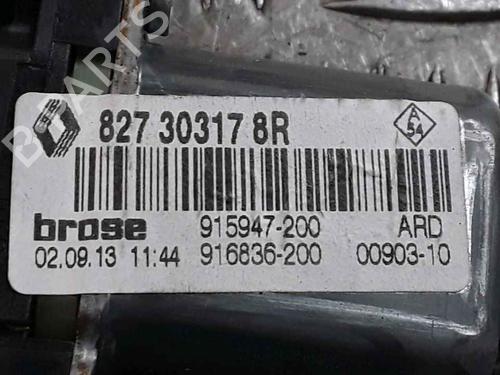 827 30317 8R
A
54
brose
915947-200
ARD
02.09.13 11:44
916836-200
00903-10
B-PARTS